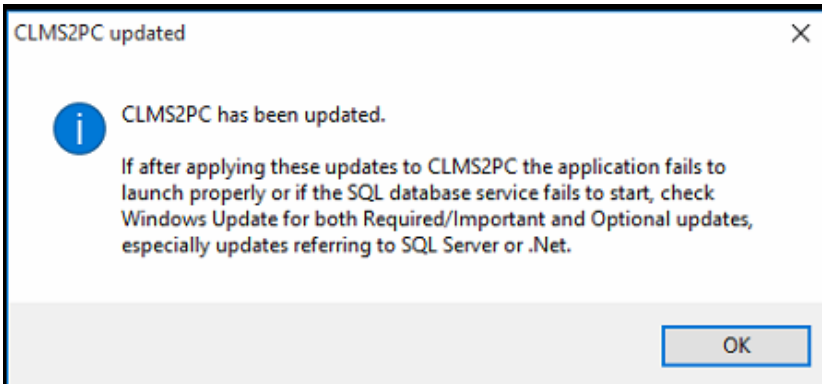 CLMS2PC updated
CLMS2PC has been updated.
If after applying these updates to CLMS2PC the application fails to
launch properly or if the SQL database service fails to start, check
Windows Update for both Required/Important and Optional updates,
especially updates referring to SQL Server or .Net.
OK